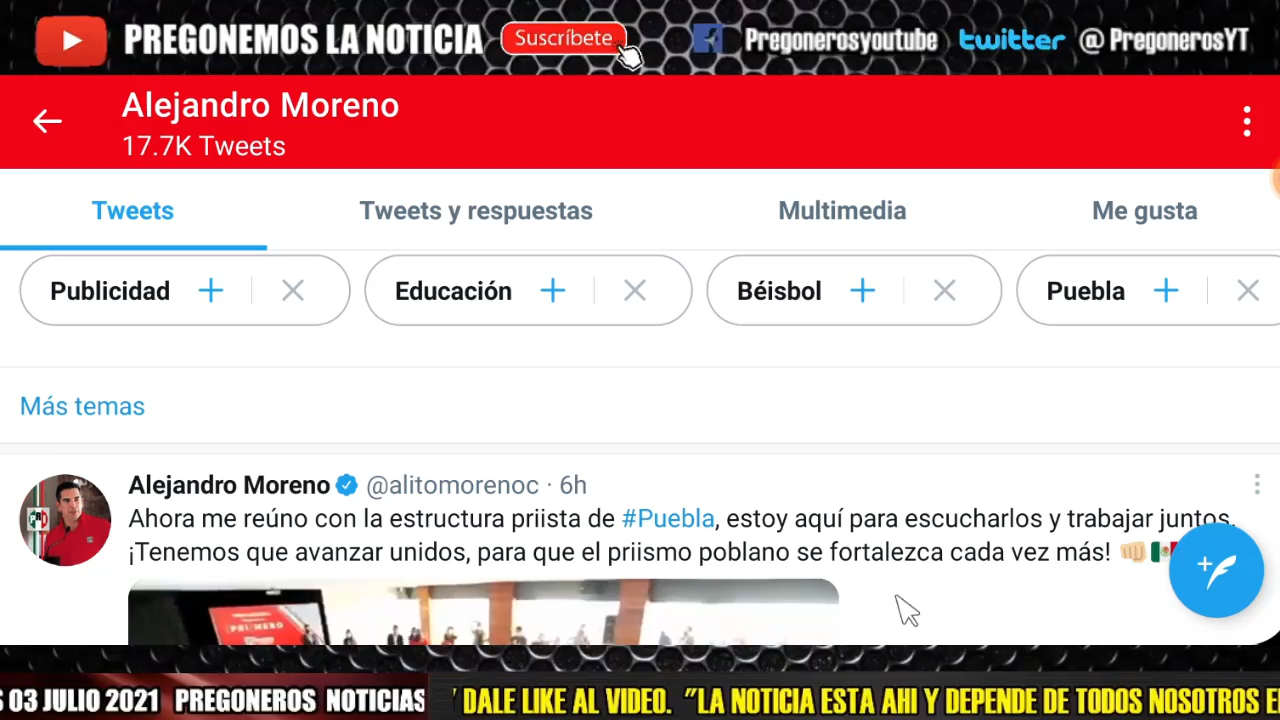 PREGONEMOS LA NOTICIA Suscríbete Pregonerosyoutube twitter @PregonerosYT
Alejandro Moreno
17.7K Tweets
Tweets Tweets y respuestas Multimedia Me gusta
Publicidad Educación Béisbol Puebla
Más temas
Alejandro Moreno @alitomorenoc · 6h
Ahora me reúno con la estructura priista de #Puebla, estoy aquí para escucharlos y trabajar juntos.
¡Tenemos que avanzar unidos, para que el priismo poblano se fortalezca cada vez más!
PRI
¡PRI!MERO
03 JULIO 2021 PREGONEROS NOTICIAS DALE LIKE AL VIDEO. "LA NOTICIA ESTA AHI Y DEPENDE DE TODOS NOSOTROS